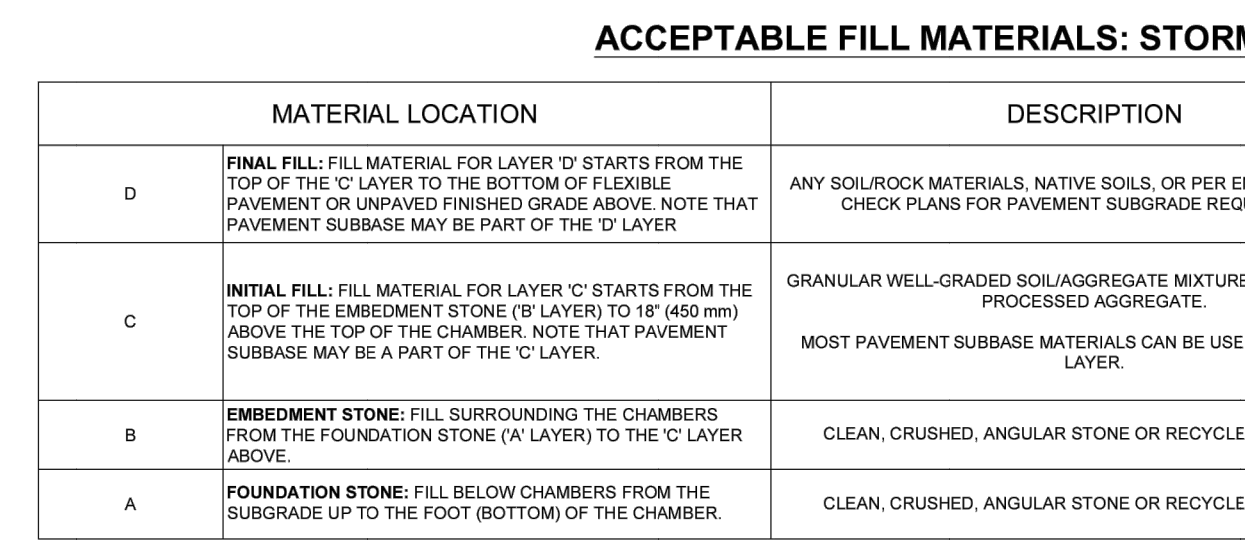 ACCEPTABLE FILL MATERIALS: STORM
MATERIAL LOCATION
DESCRIPTION
D
FINAL FILL: FILL MATERIAL FOR LAYER 'D' STARTS FROM THE
TOP OF THE 'C' LAYER TO THE BOTTOM OF FLEXIBLE
PAVEMENT OR UNPAVED FINISHED GRADE ABOVE. NOTE THAT
PAVEMENT SUBBASE MAY BE PART OF THE 'D' LAYER
ANY SOIL/ROCK MATERIALS, NATIVE SOILS, OR PER
CHECK PLANS FOR PAVEMENT SUBGRADE
C
INITIAL FILL: FILL MATERIAL FOR LAYER 'C' STARTS FROM THE
TOP OF THE EMBEDMENT STONE ('B' LAYER) TO 18" (450 mm)
ABOVE THE TOP OF THE CHAMBER. NOTE THAT PAVEMENT
SUBBASE MAY BE A PART OF THE 'C' LAYER.
GRANULAR WELL-GRADED SOIL/AGGREGATE MIXTURE
PROCESSED AGGREGATE.
MOST PAVEMENT SUBBASE MATERIALS CAN BE USE
LAYER.
B
EMBEDMENT STONE: FILL SURROUNDING THE CHAMBERS
FROM THE FOUNDATION STONE ('A' LAYER) TO THE 'C' LAYER
ABOVE.
CLEAN, CRUSHED, ANGULAR STONE OR RECYCLE
A
FOUNDATION STONE: FILL BELOW CHAMBERS FROM THE
SUBGRADE UP TO THE FOOT (BOTTOM) OF THE CHAMBER.
CLEAN, CRUSHED, ANGULAR STONE OR RECYCLE